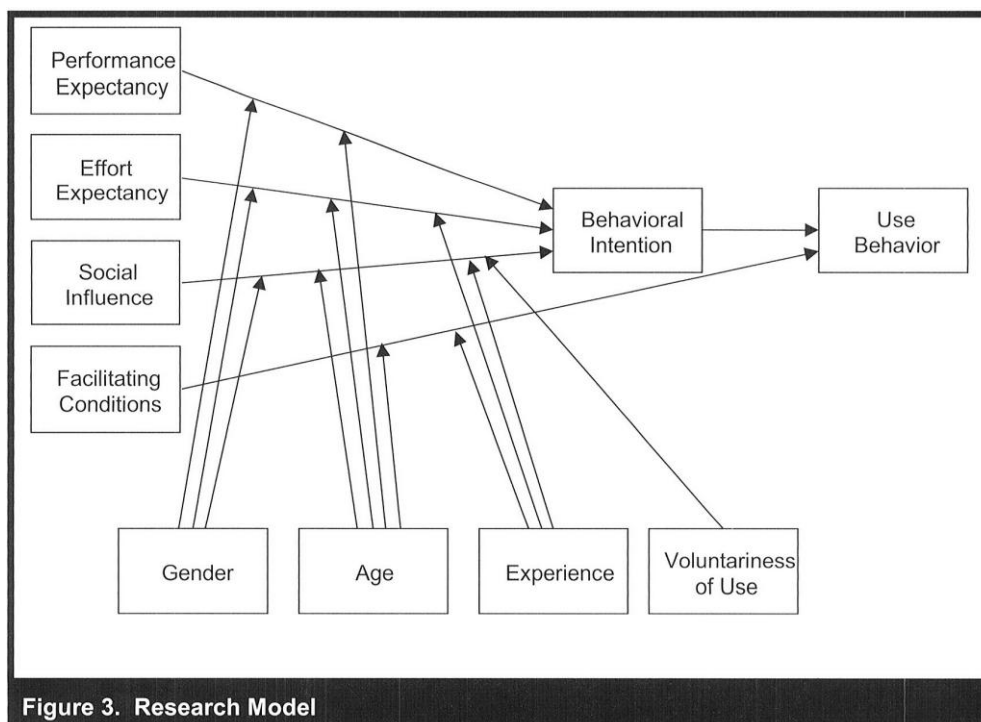 Performance
Expectancy
Effort
Expectancy
Social
Influence
Facilitating
Conditions
Behavioral
Intention
Use
Behavior
Gender
Age
Experience
Voluntariness
of Use
Figure 3. Research Model